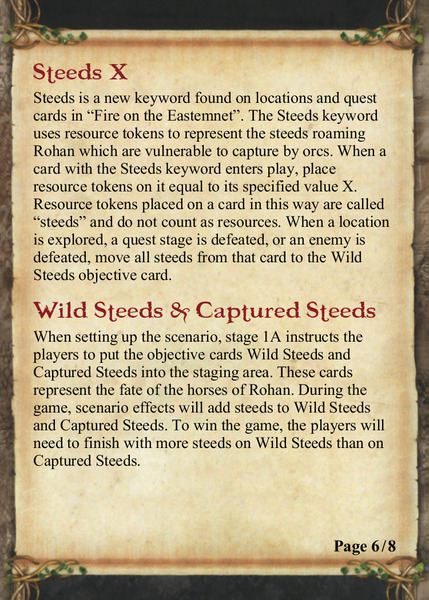 Steeds X
Steeds is a new keyword found on locations and quest
cards in “Fire on the Eastemnet”. The Steeds keyword
uses resource tokens to represent the steeds roaming
Rohan which are vulnerable to capture by orcs. When a
card with the Steeds keyword enters play, place
resource tokens on it equal to its specified value X.
Resource tokens placed on a card in this way are called
“steeds” and do not count as resources. When a location
is explored, a quest stage is defeated, or an enemy is
defeated, move all steeds from that card to the Wild
Steeds objective card.
Wild Steeds & Captured Steeds
When setting up the scenario, stage 1A instructs the
players to put the objective cards Wild Steeds and
Captured Steeds into the staging area. These cards
represent the fate of the horses of Rohan. During the
game, scenario effects will add steeds to Wild Steeds
and Captured Steeds. To win the game, the players will
need to finish with more steeds on Wild Steeds than on
Captured Steeds.
Page 6/8